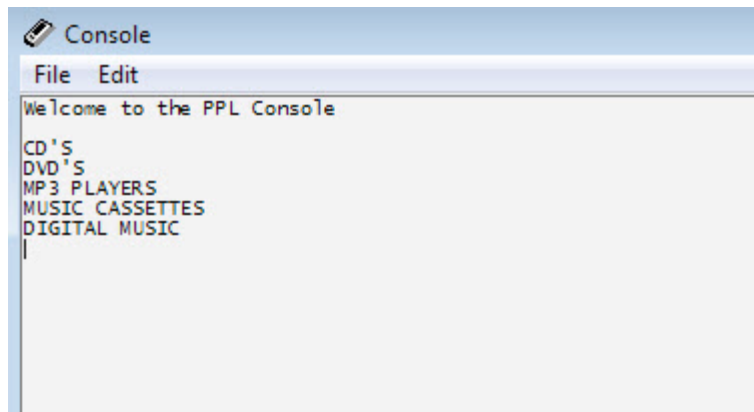 Console
File Edit
Welcome to the PPL Console
CD'S
DVD'S
MP3 PLAYERS
MUSIC CASSETTES
DIGITAL MUSIC